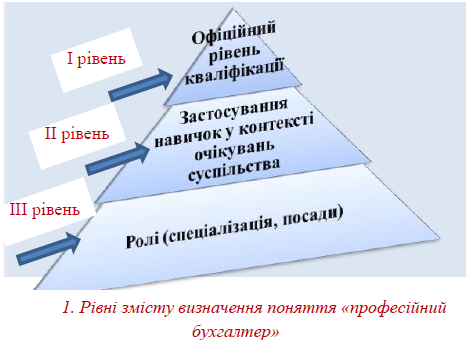 І рівень
Офіційний
рівень
кваліфікації
ІІ рівень
Застосування
навичок у контексті
очікувань
суспільства
ІІІ рівень
Ролі (спеціалізація, посади)
1. Рівні змісту визначення поняття «професійний
бухгалтер»